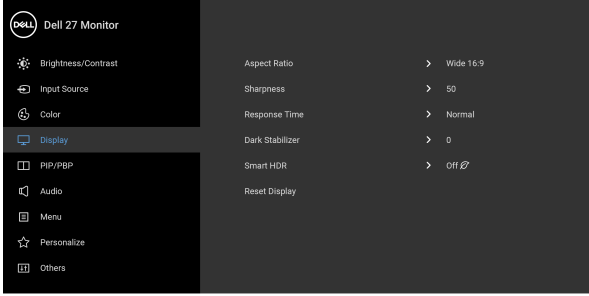 DELL Dell 27 Monitor
Brightness/Contrast
Input Source
Color
Display
PIP/PBP
Audio
Menu
Personalize
Others
Aspect Ratio Wide 16:9
Sharpness 50
Response Time Normal
Dark Stabilizer 0
Smart HDR Off
Reset Display